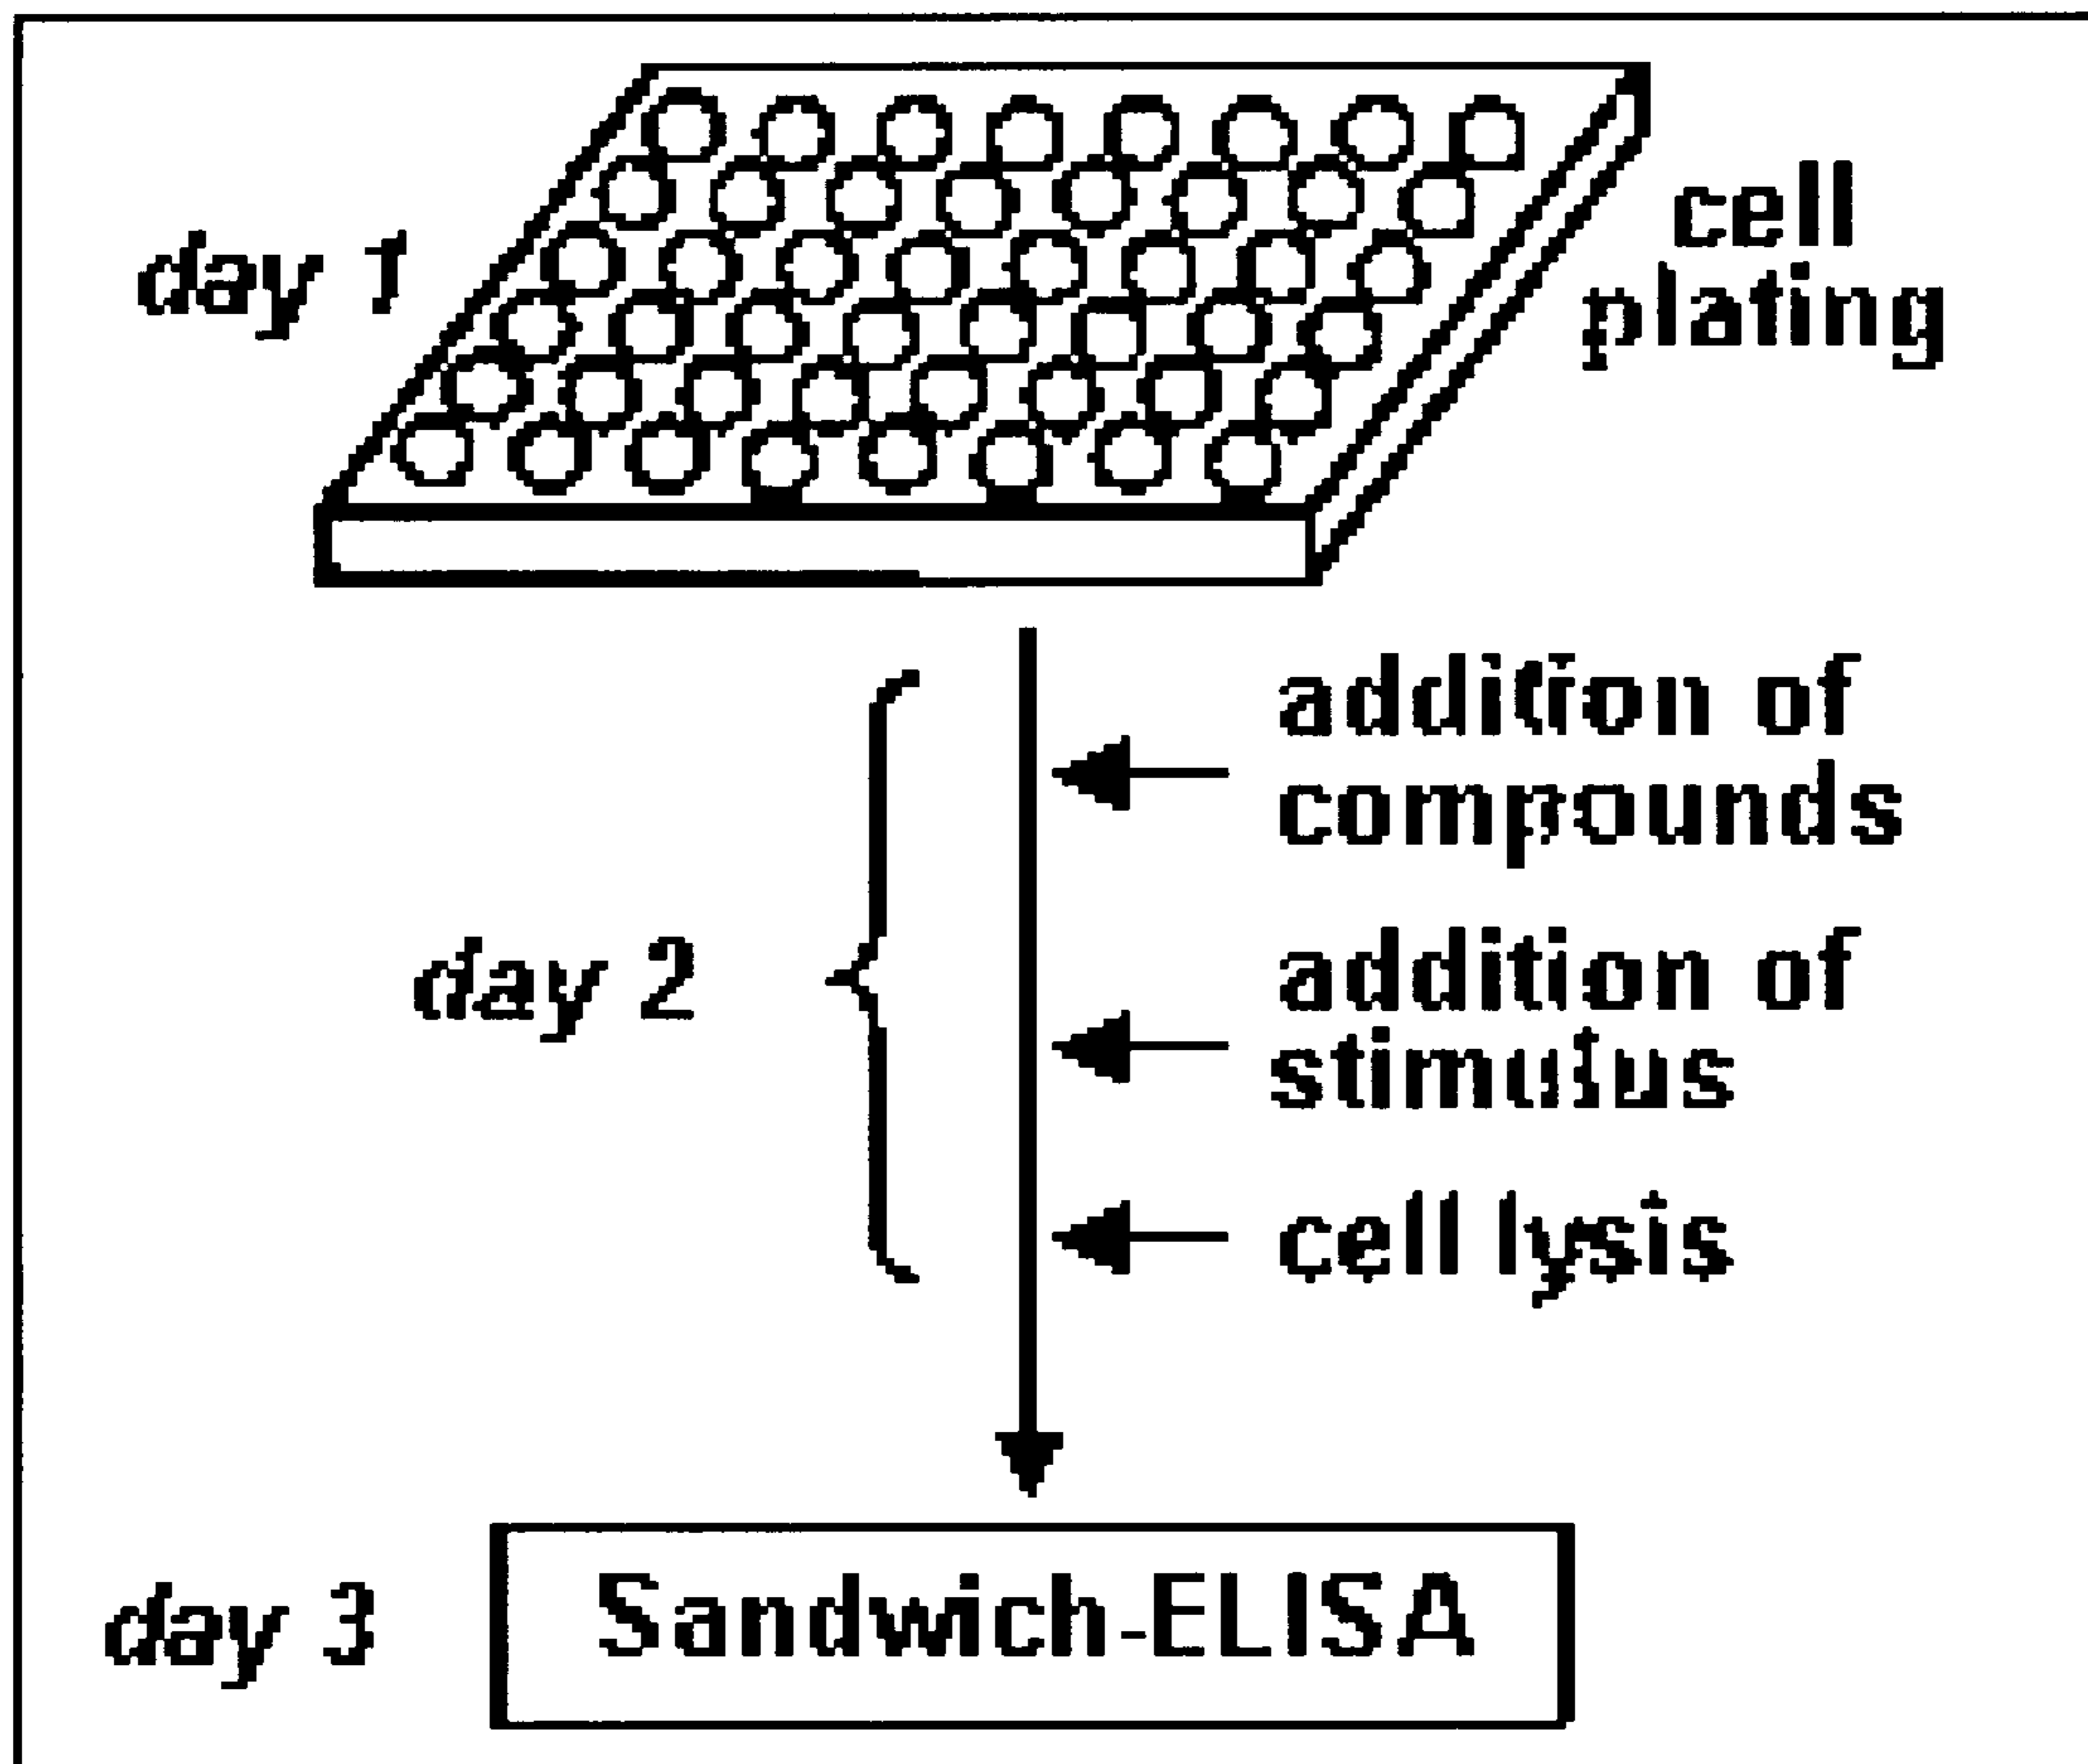 day 1
cell
plating
addition of
compounds
day 2
addition of
stimulus
cell lysis
day 3
Sandwich-ELISA